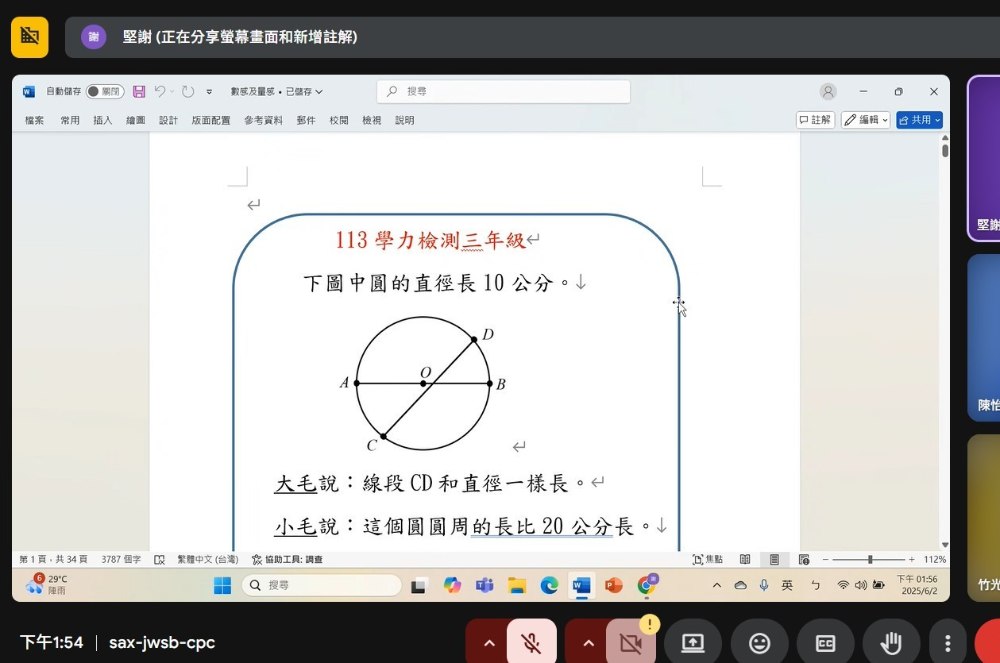 謝 堅謝 (正在分享螢幕畫面和新增註解)
自動儲存 關閉 數感及量感 • 已儲存 搜尋
檔案 常用 插入 繪圖 設計 版面配置 參考資料 郵件 校閱 檢視 說明 註解 編輯 共用
113 學力檢測三年級
下圖中圓的直徑長 10 公分。
D
O
A
B
C
大毛說：線段 CD 和直徑一樣長。
小毛說：這個圓圓周的長比 20 公分長。
第 1 頁，共 34 頁 3787 個字 繁體中文 (台灣) 協助工具: 調查 焦點 112%
6 29°C
陣雨
搜尋
英 ㄅ
下午 01:56
2025/6/2
堅謝
陳怡
竹光
下午1:54 sax-jwsb-cpc